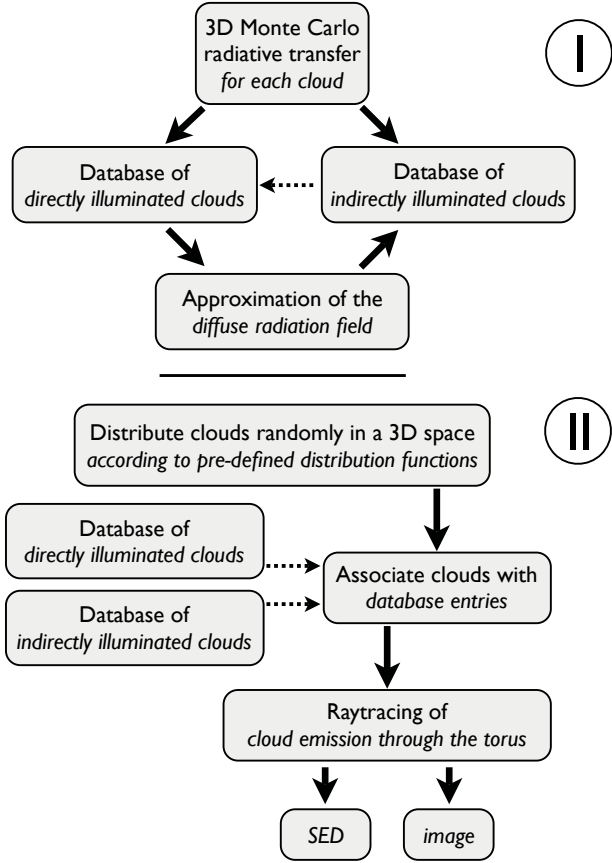 3D Monte Carlo
radiative transfer
for each cloud
I
Database of
directly illuminated clouds
Database of
indirectly illuminated clouds
Approximation of the
diffuse radiation field
II
Distribute clouds randomly in a 3D space
according to pre-defined distribution functions
Database of
directly illuminated clouds
Database of
indirectly illuminated clouds
Associate clouds with
database entries
Raytracing of
cloud emission through the torus
SED
image